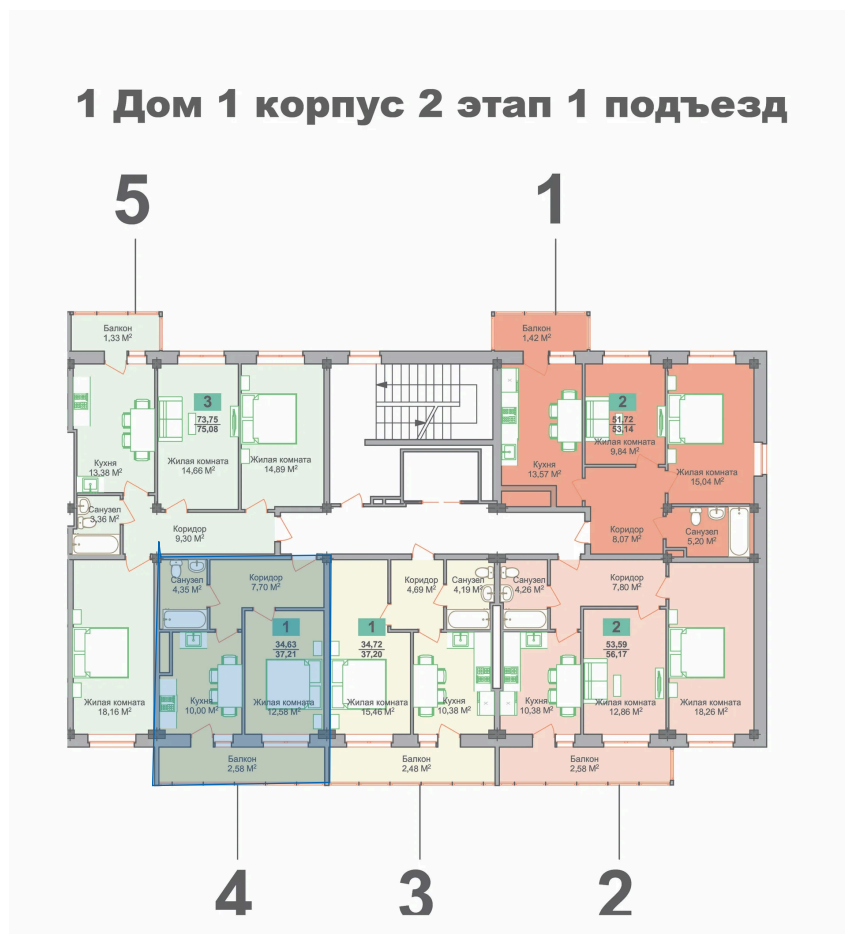 1 Дом 1 корпус 2 этап 1 подъезд
5
1
Балкон
1,33 М²
Балкон
1,42 М²
3
73,75
75,08
2
51,72
53,14
Кухня
13,38 М²
Жилая комната
14,66 М²
Жилая комната
14,89 М²
Кухня
13,57 М²
Жилая комната
9,84 М²
Жилая комната
15,04 М²
Санузел
3,36 М²
Коридор
9,30 М²
Коридор
8,07 М²
Санузел
5,20 М²
Санузел
4,35 М²
Коридор
7,70 М²
Коридор
4,69 М²
Санузел
4,19 М²
Санузел
4,26 М²
Коридор
7,80 М²
1
34,63
37,21
1
34,72
37,20
2
53,59
56,17
Жилая комната
18,16 М²
Кухня
10,00 М²
Жилая комната
12,58 М²
Жилая комната
15,46 М²
Кухня
10,38 М²
Кухня
10,38 М²
Жилая комната
12,86 М²
Жилая комната
18,26 М²
Балкон
2,58 М²
Балкон
2,48 М²
Балкон
2,58 М²
4
3
2